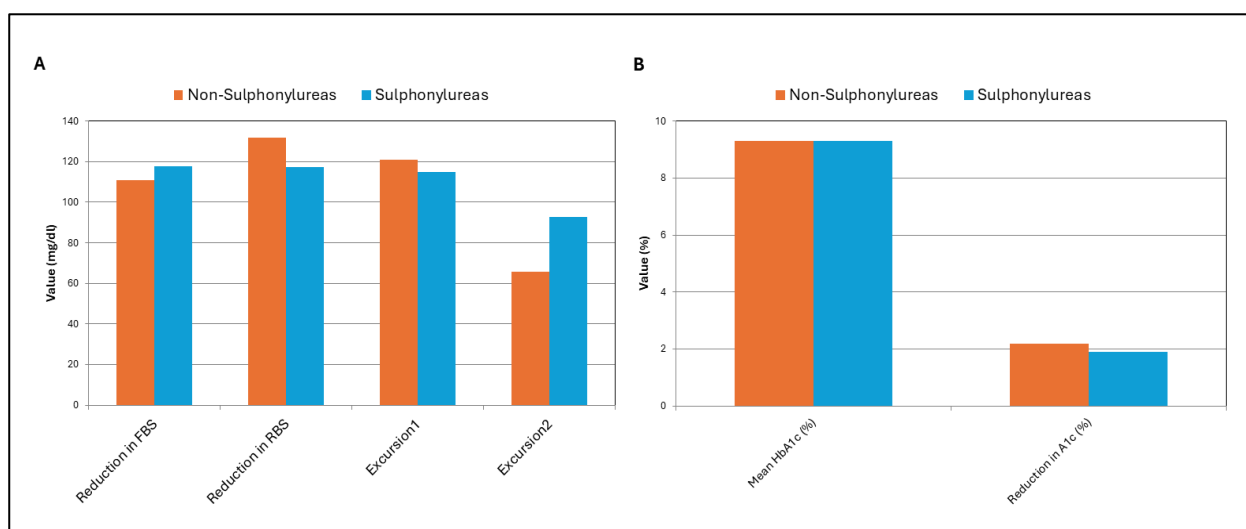 A
Non-Sulphonylureas Sulphonylureas
140
120
100
80
60
40
20
0
Value (mg/dl)
Reduction in FBS
Reduction in RBS
Excursion1
Excursion2
B
Non-Sulphonylureas Sulphonylureas
10
8
6
4
2
0
Value (%)
Mean HbA1c (%)
Reduction in A1c (%)